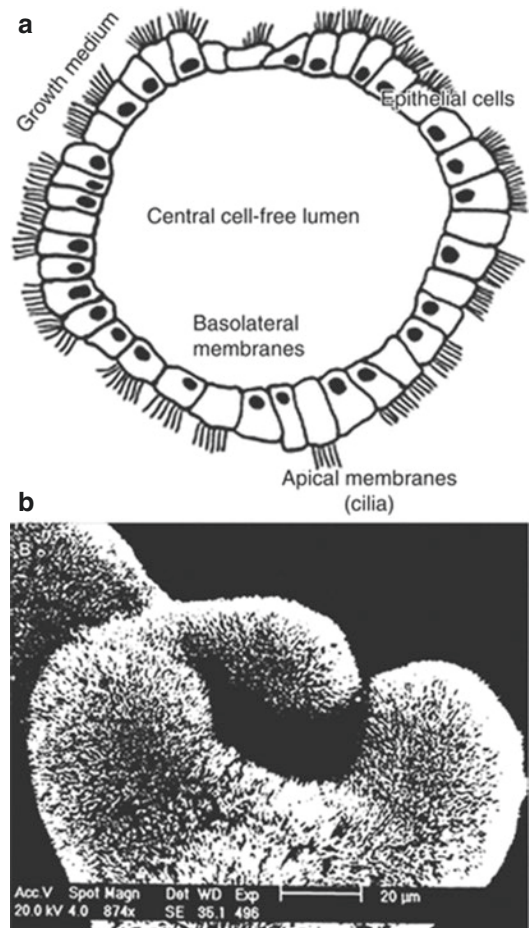 a
Growth medium
Epithelial cells
Central cell-free lumen
Basolateral
membranes
Apical membranes
(cilia)
b
B
Acc.V Spot Magn Det WD Exp
20.0 kV 4.0 874x SE 35.1 496
20 µm